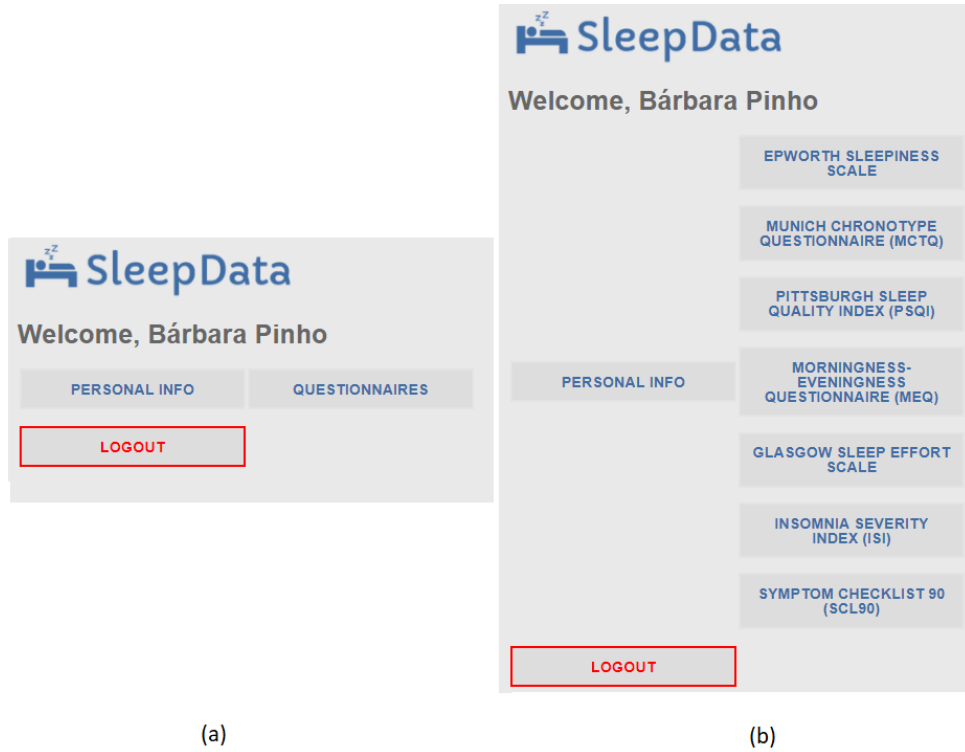 zZ
z
SleepData
Welcome, Bárbara Pinho
PERSONAL INFO
QUESTIONNAIRES
LOGOUT
(a)
zZ
z
SleepData
Welcome, Bárbara Pinho
EPWORTH SLEEPINESS
SCALE
MUNICH CHRONOTYPE
QUESTIONNAIRE (MCTQ)
PITTSBURGH SLEEP
QUALITY INDEX (PSQI)
PERSONAL INFO
MORNINGNESS-
EVENINGNESS
QUESTIONNAIRE (MEQ)
GLASGOW SLEEP EFFORT
SCALE
INSOMNIA SEVERITY
INDEX (ISI)
SYMPTOM CHECKLIST 90
(SCL90)
LOGOUT
(b)